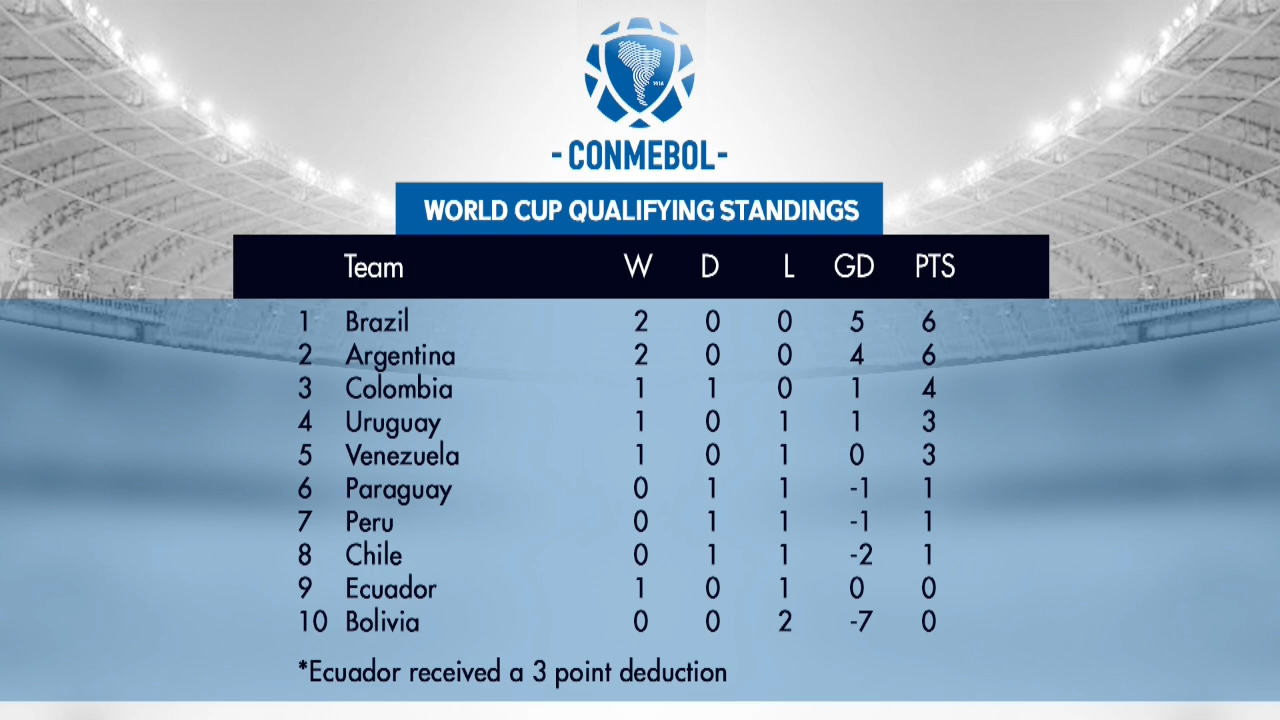 1916
- CONMEBOL -
WORLD CUP QUALIFYING STANDINGS
Team W D L GD PTS
1 Brazil 2 0 0 5 6
2 Argentina 2 0 0 4 6
3 Colombia 1 1 0 1 4
4 Uruguay 1 0 1 1 3
5 Venezuela 1 0 1 0 3
6 Paraguay 0 1 1 -1 1
7 Peru 0 1 1 -1 1
8 Chile 0 1 1 -2 1
9 Ecuador 1 0 1 0 0
10 Bolivia 0 0 2 -7 0
*Ecuador received a 3 point deduction